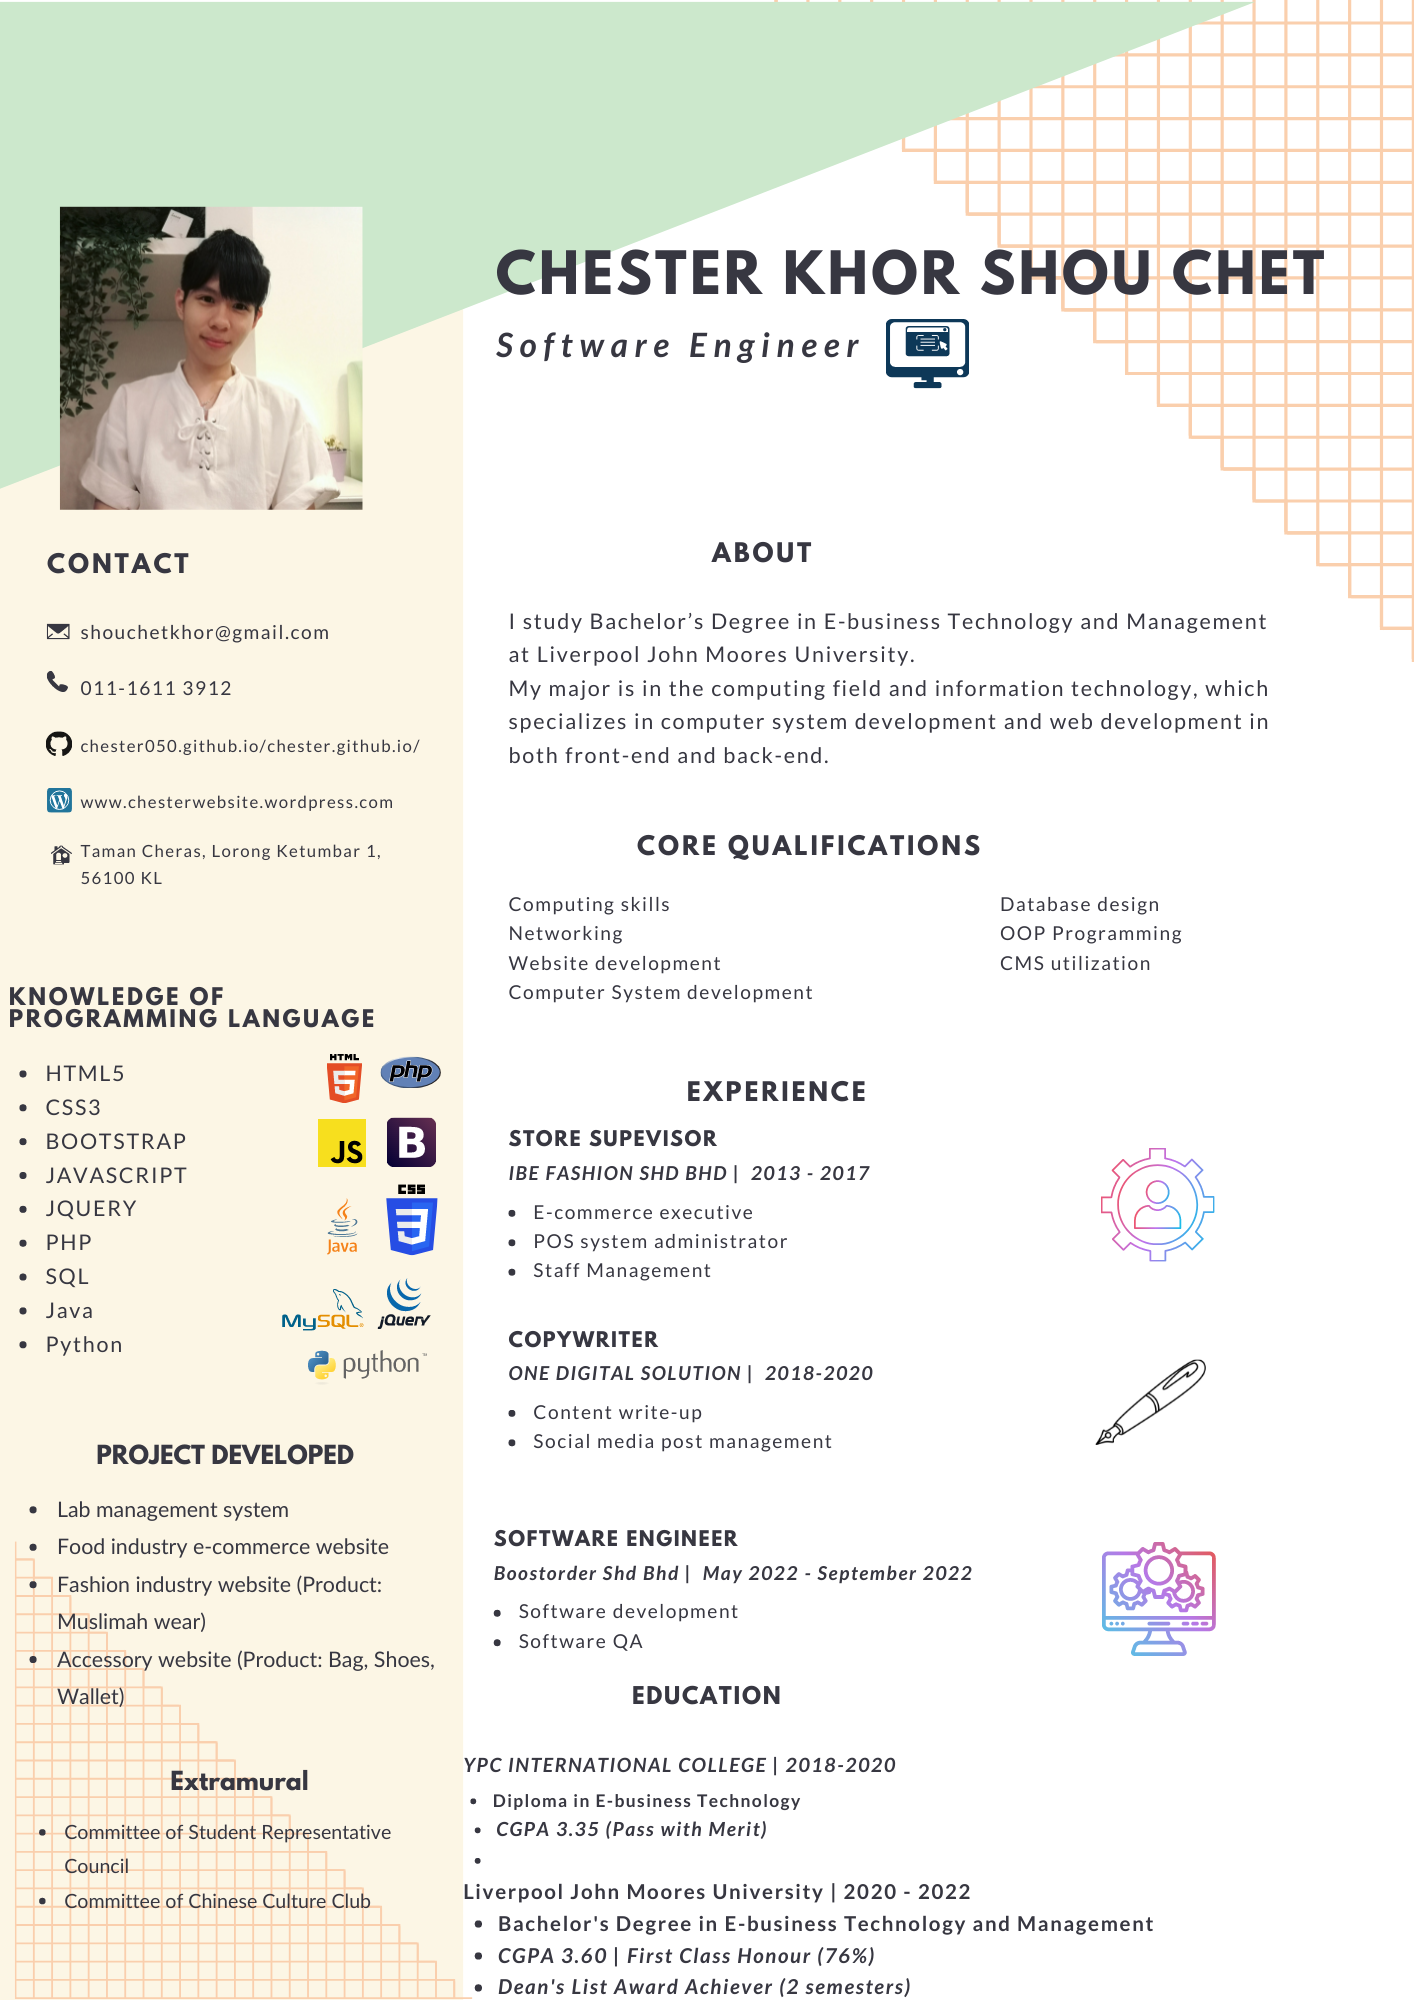 CHESTER KHOR SHOU CHET
Software Engineer
CONTACT
shouchetkhor@gmail.com
011-1611 3912
chester050.github.io/chester.github.io/
www.chesterwebsite.wordpress.com
Taman Cheras, Lorong Ketumbar 1,
56100 KL
KNOWLEDGE OF
PROGRAMMING LANGUAGE
• HTML5
• CSS3
• BOOTSTRAP
• JAVASCRIPT
• JQUERY
• PHP
• SQL
• Java
• Python
HTML
5
php
JS
B
CSS
3
Java
MySQL
jQuery
python™
PROJECT DEVELOPED
• Lab management system
• Food industry e-commerce website
• Fashion industry website (Product:
Muslimah wear)
• Accessory website (Product: Bag, Shoes,
Wallet)
Extramural
• Committee of Student Representative
Council
• Committee of Chinese Culture Club
ABOUT
I study Bachelor’s Degree in E-business Technology and Management
at Liverpool John Moores University.
My major is in the computing field and information technology, which
specializes in computer system development and web development in
both front-end and back-end.
CORE QUALIFICATIONS
Computing skills
Networking
Website development
Computer System development
Database design
OOP Programming
CMS utilization
EXPERIENCE
STORE SUPEVISOR
IBE FASHION SHD BHD | 2013 - 2017
• E-commerce executive
• POS system administrator
• Staff Management
COPYWRITER
ONE DIGITAL SOLUTION | 2018-2020
• Content write-up
• Social media post management
SOFTWARE ENGINEER
Boostorder Shd Bhd | May 2022 - September 2022
• Software development
• Software QA
EDUCATION
YPC INTERNATIONAL COLLEGE | 2018-2020
• Diploma in E-business Technology
• CGPA 3.35 (Pass with Merit)
•
Liverpool John Moores University | 2020 - 2022
• Bachelor's Degree in E-business Technology and Management
• CGPA 3.60 | First Class Honour (76%)
• Dean's List Award Achiever (2 semesters)